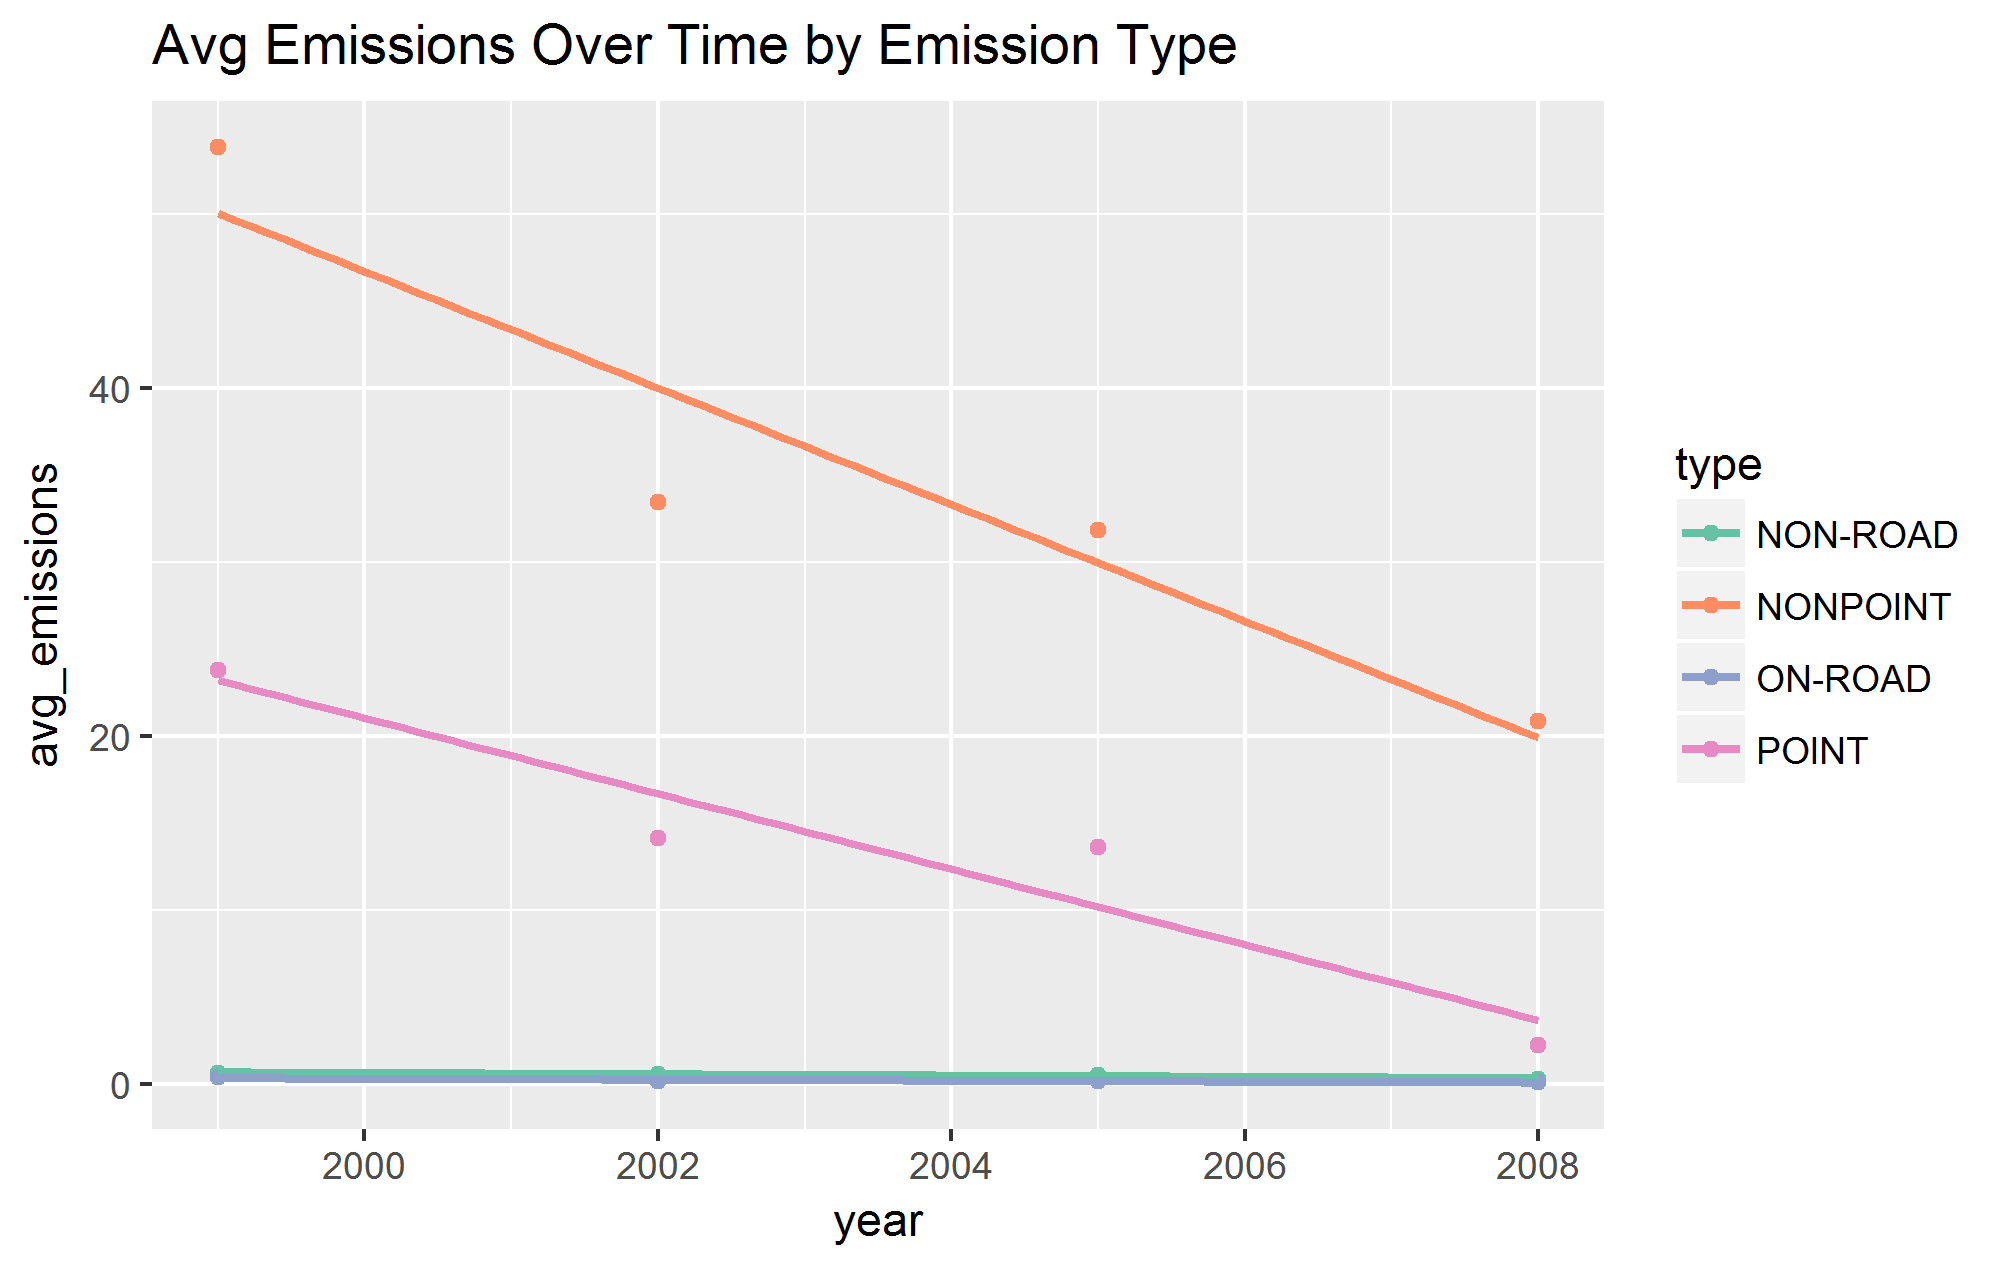 Avg Emissions Over Time by Emission Type
avg_emissions
40
20
0
2000 2002 2004 2006 2008
year
type
NON-ROAD
NONPOINT
ON-ROAD
POINT